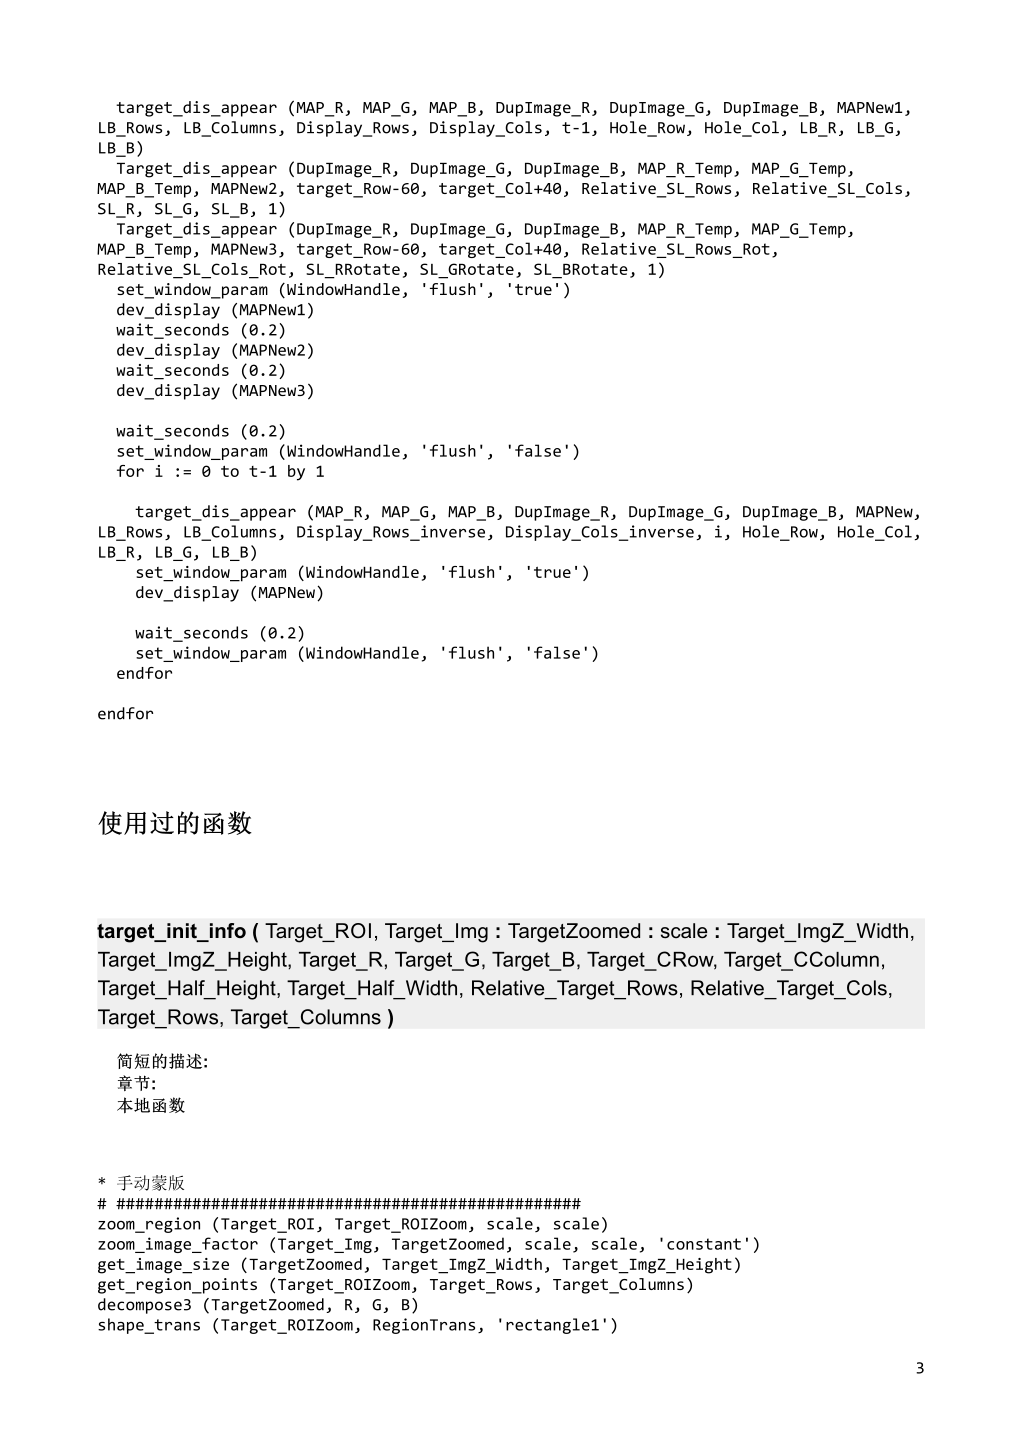 target_dis_appear (MAP_R, MAP_G, MAP_B, DupImage_R, DupImage_G, DupImage_B, MAPNew1,
LB_Rows, LB_Columns, Display_Rows, Display_Cols, t-1, Hole_Row, Hole_Col, LB_R, LB_G,
LB_B)
Target_dis_appear (DupImage_R, DupImage_G, DupImage_B, MAP_R_Temp, MAP_G_Temp,
MAP_B_Temp, MAPNew2, target_Row-60, target_Col+40, Relative_SL_Rows, Relative_SL_Cols,
SL_R, SL_G, SL_B, 1)
Target_dis_appear (DupImage_R, DupImage_G, DupImage_B, MAP_R_Temp, MAP_G_Temp,
MAP_B_Temp, MAPNew3, target_Row-60, target_Col+40, Relative_SL_Rows_Rot,
Relative_SL_Cols_Rot, SL_RRotate, SL_GRotate, SL_BRotate, 1)
set_window_param (WindowHandle, 'flush', 'true')
dev_display (MAPNew1)
wait_seconds (0.2)
dev_display (MAPNew2)
wait_seconds (0.2)
dev_display (MAPNew3)
wait_seconds (0.2)
set_window_param (WindowHandle, 'flush', 'false')
for i := 0 to t-1 by 1
target_dis_appear (MAP_R, MAP_G, MAP_B, DupImage_R, DupImage_G, DupImage_B, MAPNew,
LB_Rows, LB_Columns, Display_Rows_inverse, Display_Cols_inverse, i, Hole_Row, Hole_Col,
LB_R, LB_G, LB_B)
set_window_param (WindowHandle, 'flush', 'true')
dev_display (MAPNew)
wait_seconds (0.2)
set_window_param (WindowHandle, 'flush', 'false')
endfor
endfor
使用过的函数
target_init_info ( Target_ROI, Target_Img : TargetZoomed : scale : Target_ImgZ_Width,
Target_ImgZ_Height, Target_R, Target_G, Target_B, Target_CRow, Target_CColumn,
Target_Half_Height, Target_Half_Width, Relative_Target_Rows, Relative_Target_Cols,
Target_Rows, Target_Columns )
简短的描述:
章节:
本地函数
* 手动蒙版
# #################################################
zoom_region (Target_ROI, Target_ROIZoom, scale, scale)
zoom_image_factor (Target_Img, TargetZoomed, scale, scale, 'constant')
get_image_size (TargetZoomed, Target_ImgZ_Width, Target_ImgZ_Height)
get_region_points (Target_ROIZoom, Target_Rows, Target_Columns)
decompose3 (TargetZoomed, R, G, B)
shape_trans (Target_ROIZoom, RegionTrans, 'rectangle1')
3